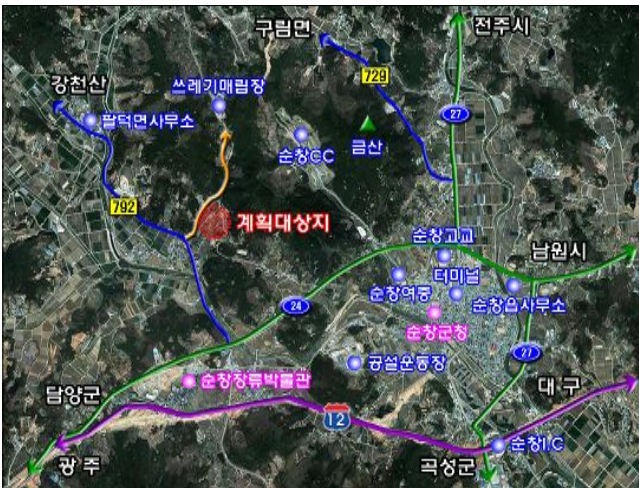 구림면
전주시
강천산
쓰레기매립장
729
팔덕면사무소
27
순창CC
금산
792
계획대상지
순창고교
남원시
터미널
순창여중
순창읍사무소
24
순창군청
27
공설운동장
순창장류박물관
대구
담양군
12
순창I.C
광주
곡성군